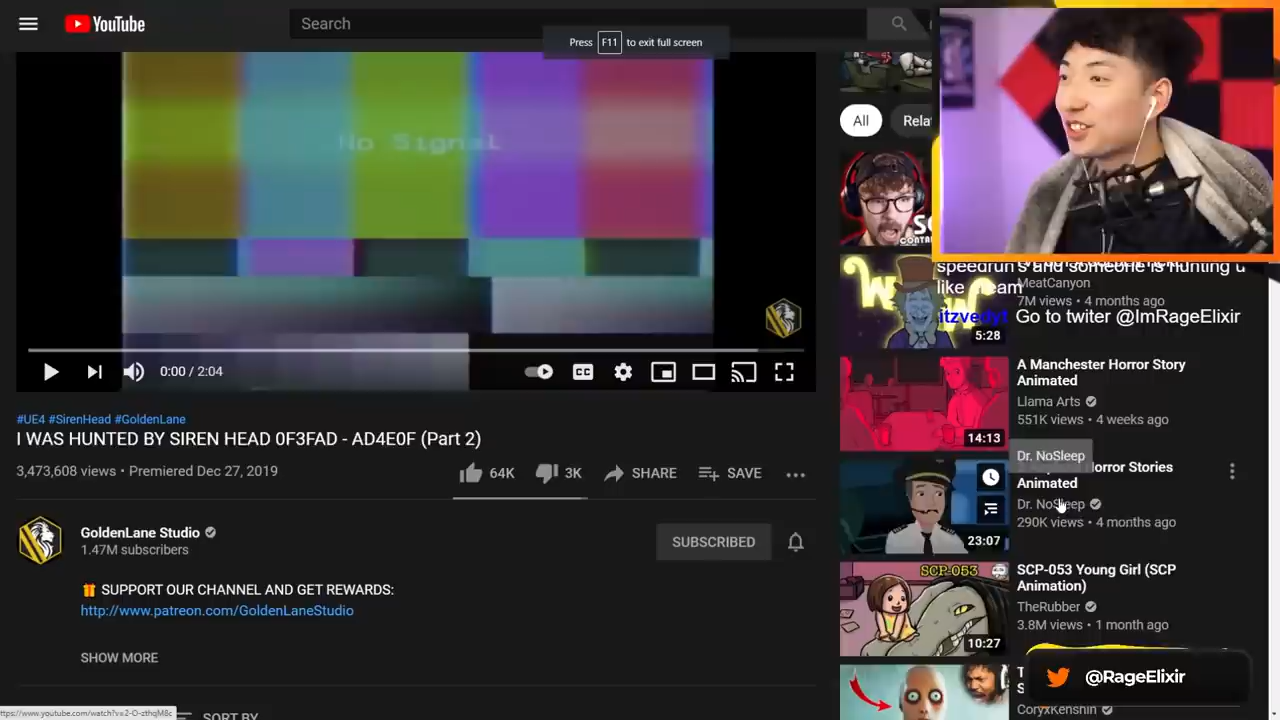 YouTube
Search
Press F11 to exit full screen
No Signal
All
Rela
0:00 / 2:04
CC
#UE4 #SirenHead #GoldenLane
I WAS HUNTED BY SIREN HEAD 0F3FAD - AD4E0F (Part 2)
3,473,608 views • Premiered Dec 27, 2019
64K
3K
SHARE
SAVE
GoldenLane Studio
1.47M subscribers
SUBSCRIBED
SUPPORT OUR CHANNEL AND GET REWARDS:
http://www.patreon.com/GoldenLaneStudio
SHOW MORE
SORT BY
speedrun's and someone is hunting u
like dream
MeatCanyon
7M views • 4 months ago
itzvedyt Go to twiter @ImRageElixir
5:28
A Manchester Horror Story
Animated
Llama Arts
551K views • 4 weeks ago
14:13
Dr. NoSleep
Horror Stories
Animated
Dr. NoSleep
290K views • 4 months ago
23:07
SCP-053
SCP-053 Young Girl (SCP
Animation)
TheRubber
3.8M views • 1 month ago
10:27
@RageElixir
CoryxKenshin